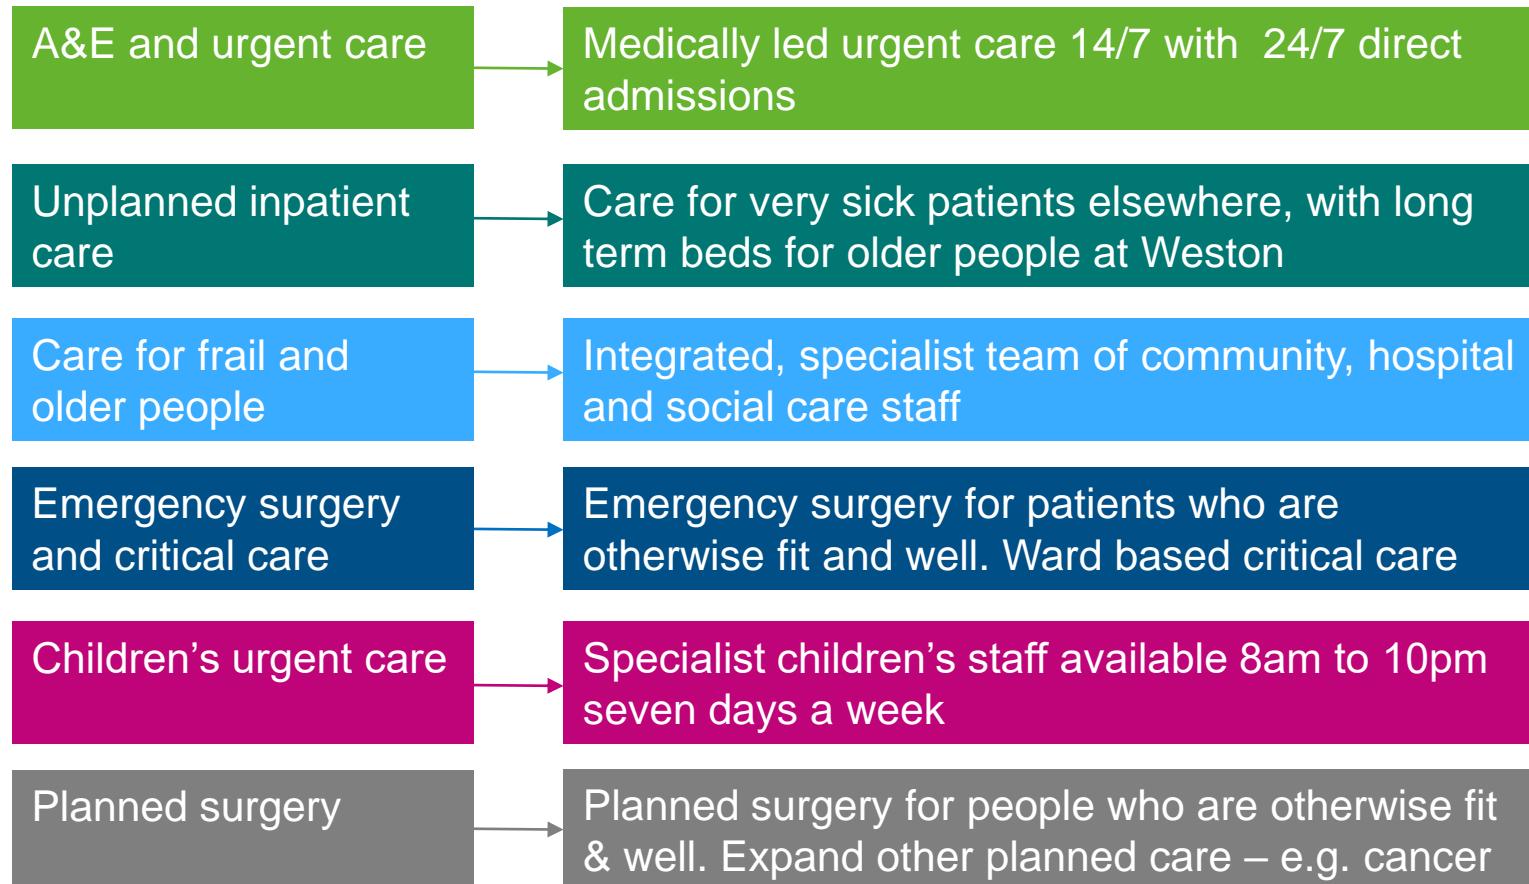 A&E and urgent care
Medically led urgent care 14/7 with  24/7 direct
admissions
Unplanned inpatient
care
Care for very sick patients elsewhere, with long
term beds for older people at Weston
Care for frail and
older people
Integrated, specialist team of community, hospital
and social care staff
Emergency surgery
and critical care
Emergency surgery for patients who are
otherwise fit and well. Ward based critical care
Children’s urgent care
Specialist children’s staff available 8am to 10pm
seven days a week
Planned surgery
Planned surgery for people who are otherwise fit
& well. Expand other planned care – e.g. cancer